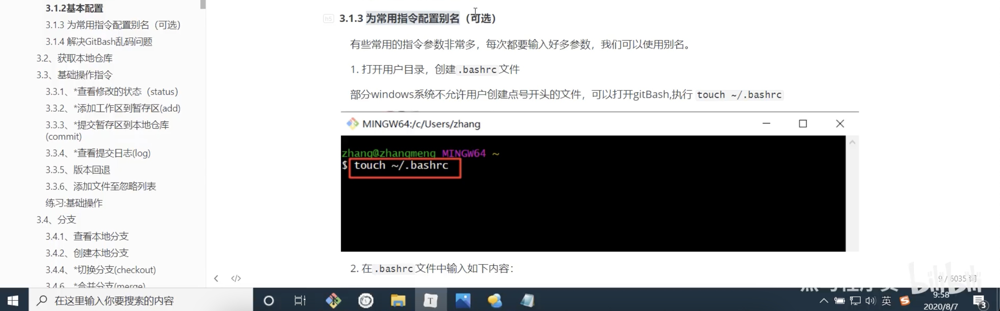 3.1.2基本配置
3.1.3 为常用指令配置别名（可选）
3.1.4 解决GitBash乱码问题
3.2、获取本地仓库
3.3、基础操作指令
3.3.1、*查看修改的状态（status）
3.3.2、*添加工作区到暂存区(add)
3.3.3、*提交暂存区到本地仓库
(commit)
3.3.4、*查看提交日志(log)
3.3.5、版本回退
3.3.6、添加文件至忽略列表
练习:基础操作
3.4、分支
3.4.1、查看本地分支
3.4.2、创建本地分支
3.4.4、*切换分支(checkout)
3.4.6、*合并分支(merge)
h5
3.1.3 为常用指令配置别名（可选）
有些常用的指令参数非常多，每次都要输入好多参数，我们可以使用别名。
1. 打开用户目录，创建.bashrc文件
部分windows系统不允许用户创建点号开头的文件，可以打开gitBash,执行 touch ~/.bashrc
MINGW64:/c/Users/zhang
zhang@zhangmeng MINGW64 ~
$ touch ~/.bashrc
2. 在.bashrc文件中输入如下内容：
9 / 6035 词
bilibili
在这里输入你要搜索的内容
T
英
S
9:58
2020/8/7
3